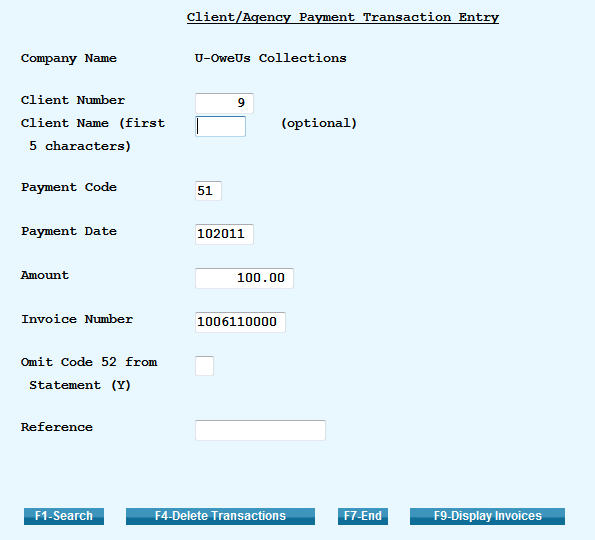 Client/Agency Payment Transaction Entry
Company Name U-OweUs Collections
Client Number 9
Client Name (first (optional)
5 characters)
Payment Code 51
Payment Date 102011
Amount 100.00
Invoice Number 1006110000
Omit Code 52 from
Statement (Y)
Reference
F1-Search F4-Delete Transactions F7-End F9-Display Invoices